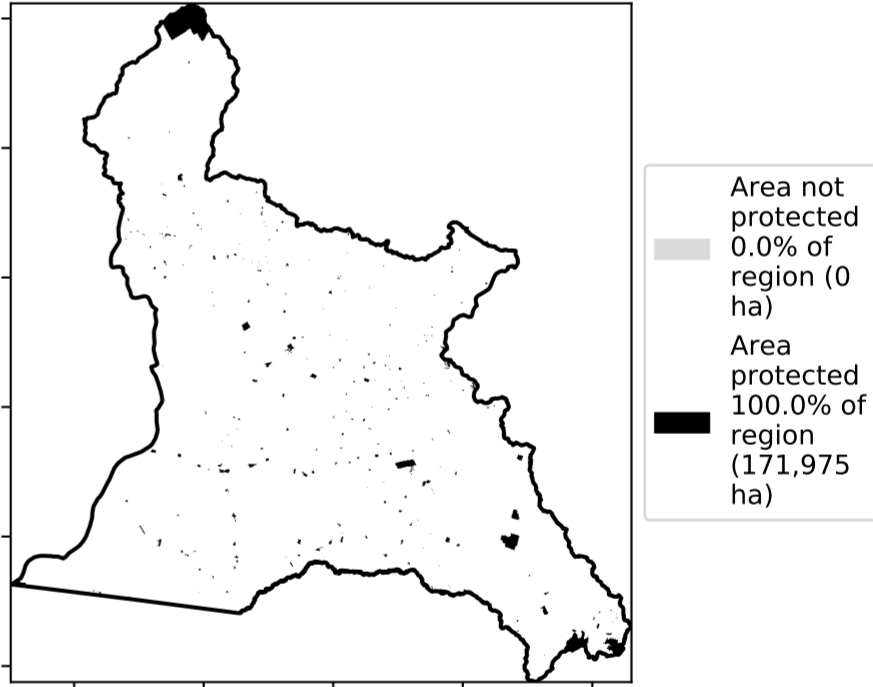 Area not
protected
0.0% of
region (0
ha)
Area
protected
100.0% of
region
(171,975
ha)